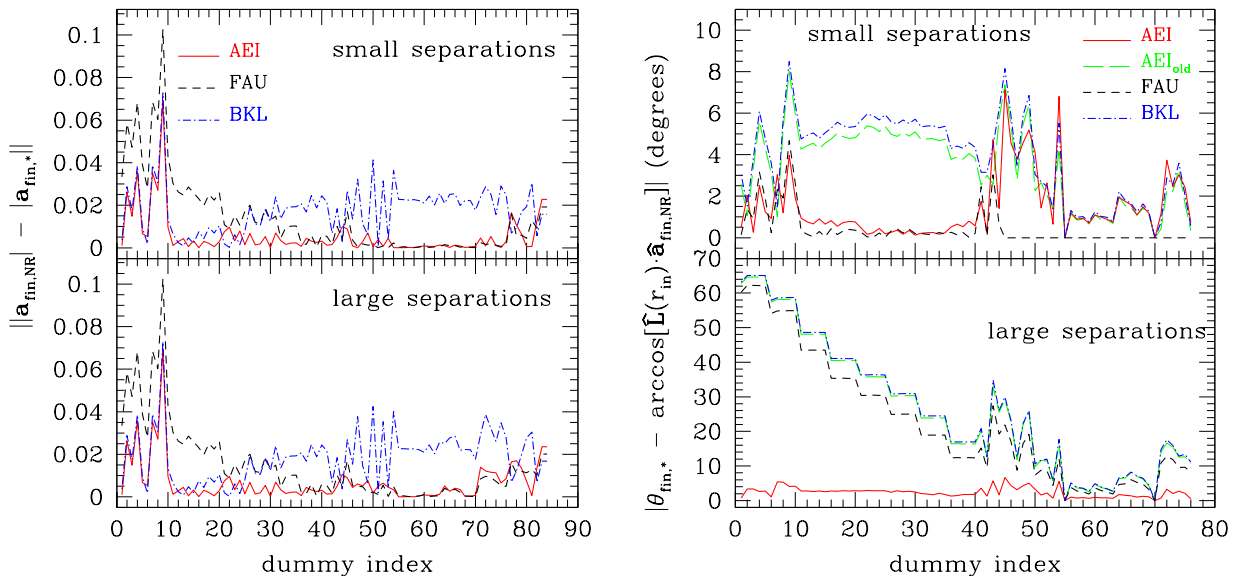 ||a_fin,NR| − |a_fin,*||
0.1
0.08
0.06
0.04
0.02
0
AEI
FAU
BKL
small separations
0.1
0.08
0.06
0.04
0.02
0
large separations
0 10 20 30 40 50 60 70 80 90
dummy index
|θ_fin,* − arccos[L̂(r_in)·â_fin,NR]| (degrees)
10
8
6
4
2
0
small separations
AEI
AEI_old
FAU
BKL
70
60
50
40
30
20
10
0
large separations
0 10 20 30 40 50 60 70 80
dummy index